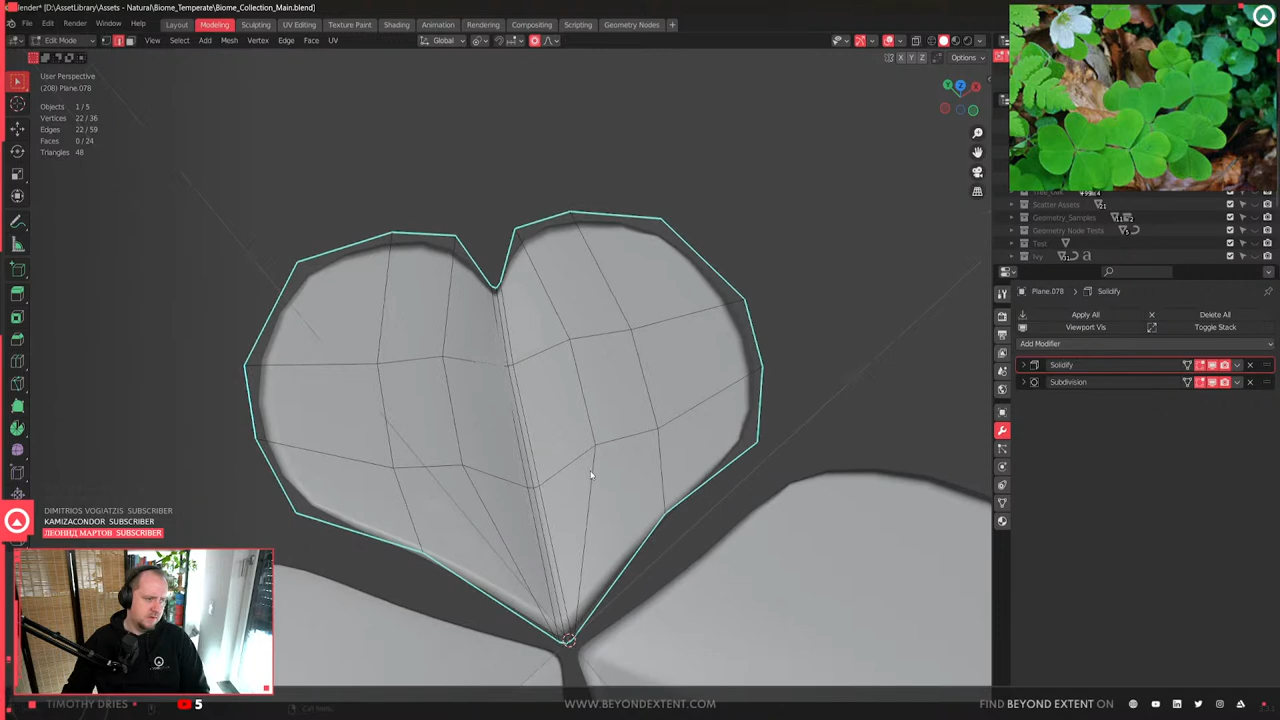 Blender* [D:\AssetLibrary\Assets - Natural\Biome_Temperate\Biome_Collection_Main.blend]
File Edit Render Window Help Layout Modeling Sculpting UV Editing Texture Paint Shading Animation Rendering Compositing Scripting Geometry Nodes +
Edit Mode View Select Add Mesh Vertex Edge Face UV Global
X Y Z Options
User Perspective
(208) Plane.078
Objects 1/5
Vertices 22/36
Edges 22/59
Faces 0/24
Triangles 48
Scatter Assets 21
Geometry_Samples
Geometry Node Tests
Test
Ivy
Plane.078 > Solidify
Apply All Delete All
Viewport Vis Toggle Stack
Add Modifier
Solidify
Subdivision
DIMITRIOS VOGIATZIS SUBSCRIBER
KAMIZACONDOR SUBSCRIBER
ЛЕОНИД МАРТОВ SUBSCRIBER
TIMOTHY DRIES 5 WWW.BEYONDEXTENT.COM FIND BEYOND EXTENT ON